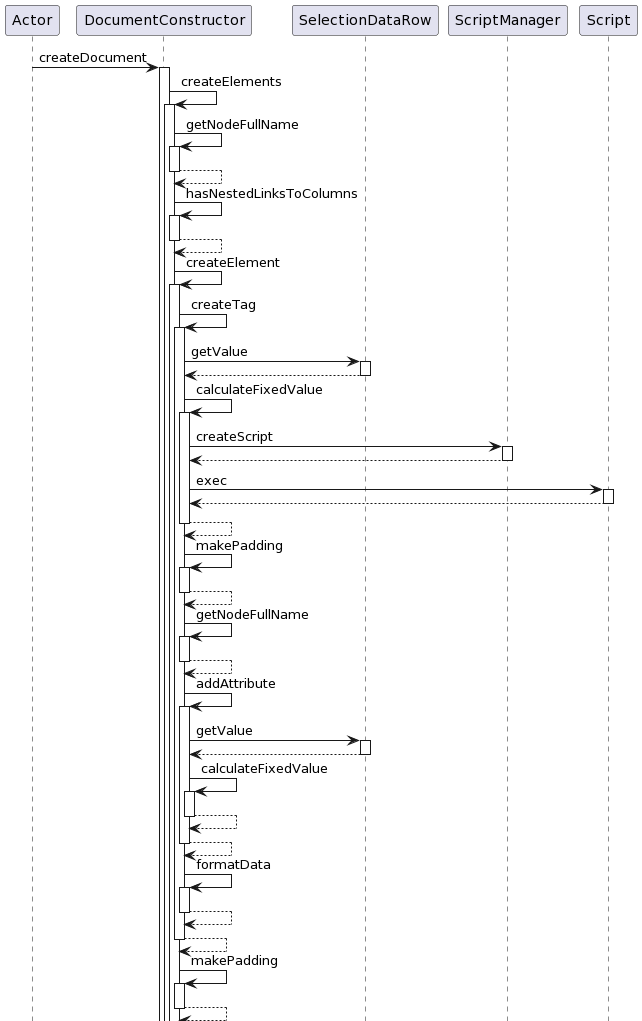 Actor
DocumentConstructor
SelectionDataRow
ScriptManager
Script
createDocument
createElements
getNodeFullName
hasNestedLinksToColumns
createElement
createTag
getValue
calculateFixedValue
createScript
exec
makePadding
getNodeFullName
addAttribute
getValue
calculateFixedValue
formatData
makePadding